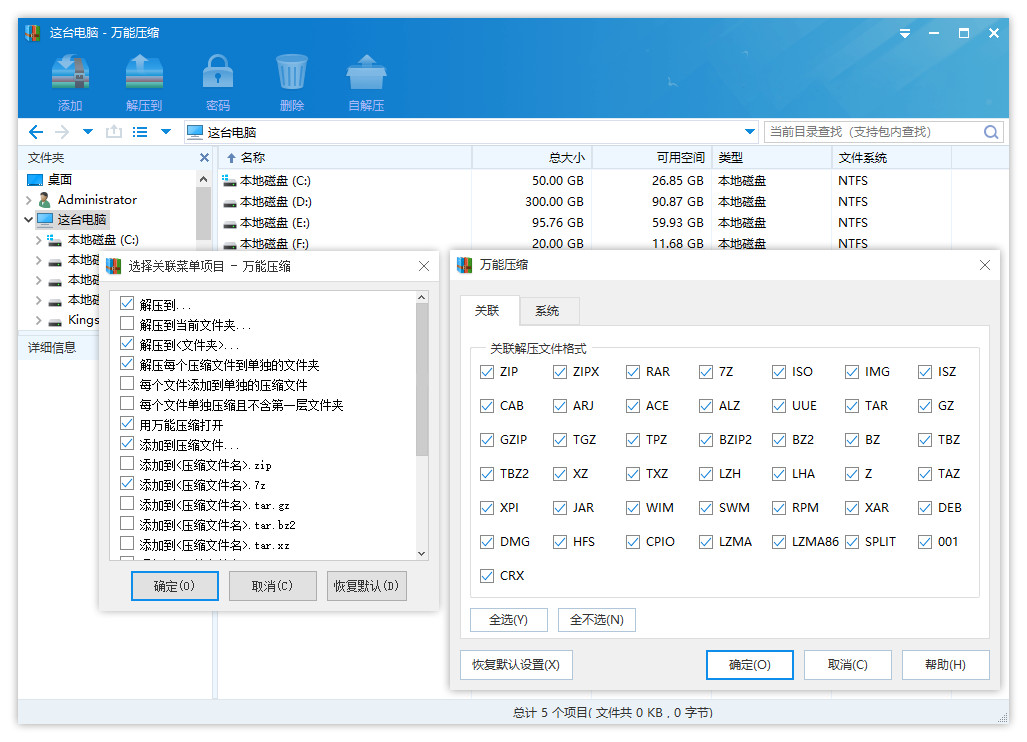 这台电脑 - 万能压缩
添加 解压到 密码 删除 自解压
这台电脑 当前目录查找（支持包内查找）
文件夹 名称 总大小 可用空间 类型 文件系统
桌面
Administrator
这台电脑
本地磁盘 (C:)
本地磁
本地磁
本地磁
Kings
详细信息
本地磁盘 (C:) 50.00 GB 26.85 GB 本地磁盘 NTFS
本地磁盘 (D:) 300.00 GB 90.87 GB 本地磁盘 NTFS
本地磁盘 (E:) 95.76 GB 59.93 GB 本地磁盘 NTFS
本地磁盘 (F:) 20.00 GB 11.68 GB 本地磁盘 NTFS
选择关联菜单项目 - 万能压缩
解压到...
解压到当前文件夹...
解压到<文件夹>...
解压每个压缩文件到单独的文件夹
每个文件添加到单独的压缩文件
每个文件单独压缩且不含第一层文件夹
用万能压缩打开
添加到压缩文件...
添加到<压缩文件名>.zip
添加到<压缩文件名>.7z
添加到<压缩文件名>.tar.gz
添加到<压缩文件名>.tar.bz2
添加到<压缩文件名>.tar.xz
确定(O) 取消(C) 恢复默认(D)
万能压缩
关联 系统
关联解压文件格式
ZIP ZIPX RAR 7Z ISO IMG ISZ
CAB ARJ ACE ALZ UUE TAR GZ
GZIP TGZ TPZ BZIP2 BZ2 BZ TBZ
TBZ2 XZ TXZ LZH LHA Z TAZ
XPI JAR WIM SWM RPM XAR DEB
DMG HFS CPIO LZMA LZMA86 SPLIT 001
CRX
全选(Y) 全不选(N)
恢复默认设置(X) 确定(O) 取消(C) 帮助(H)
总计 5 个项目( 文件共 0 KB , 0 字节)